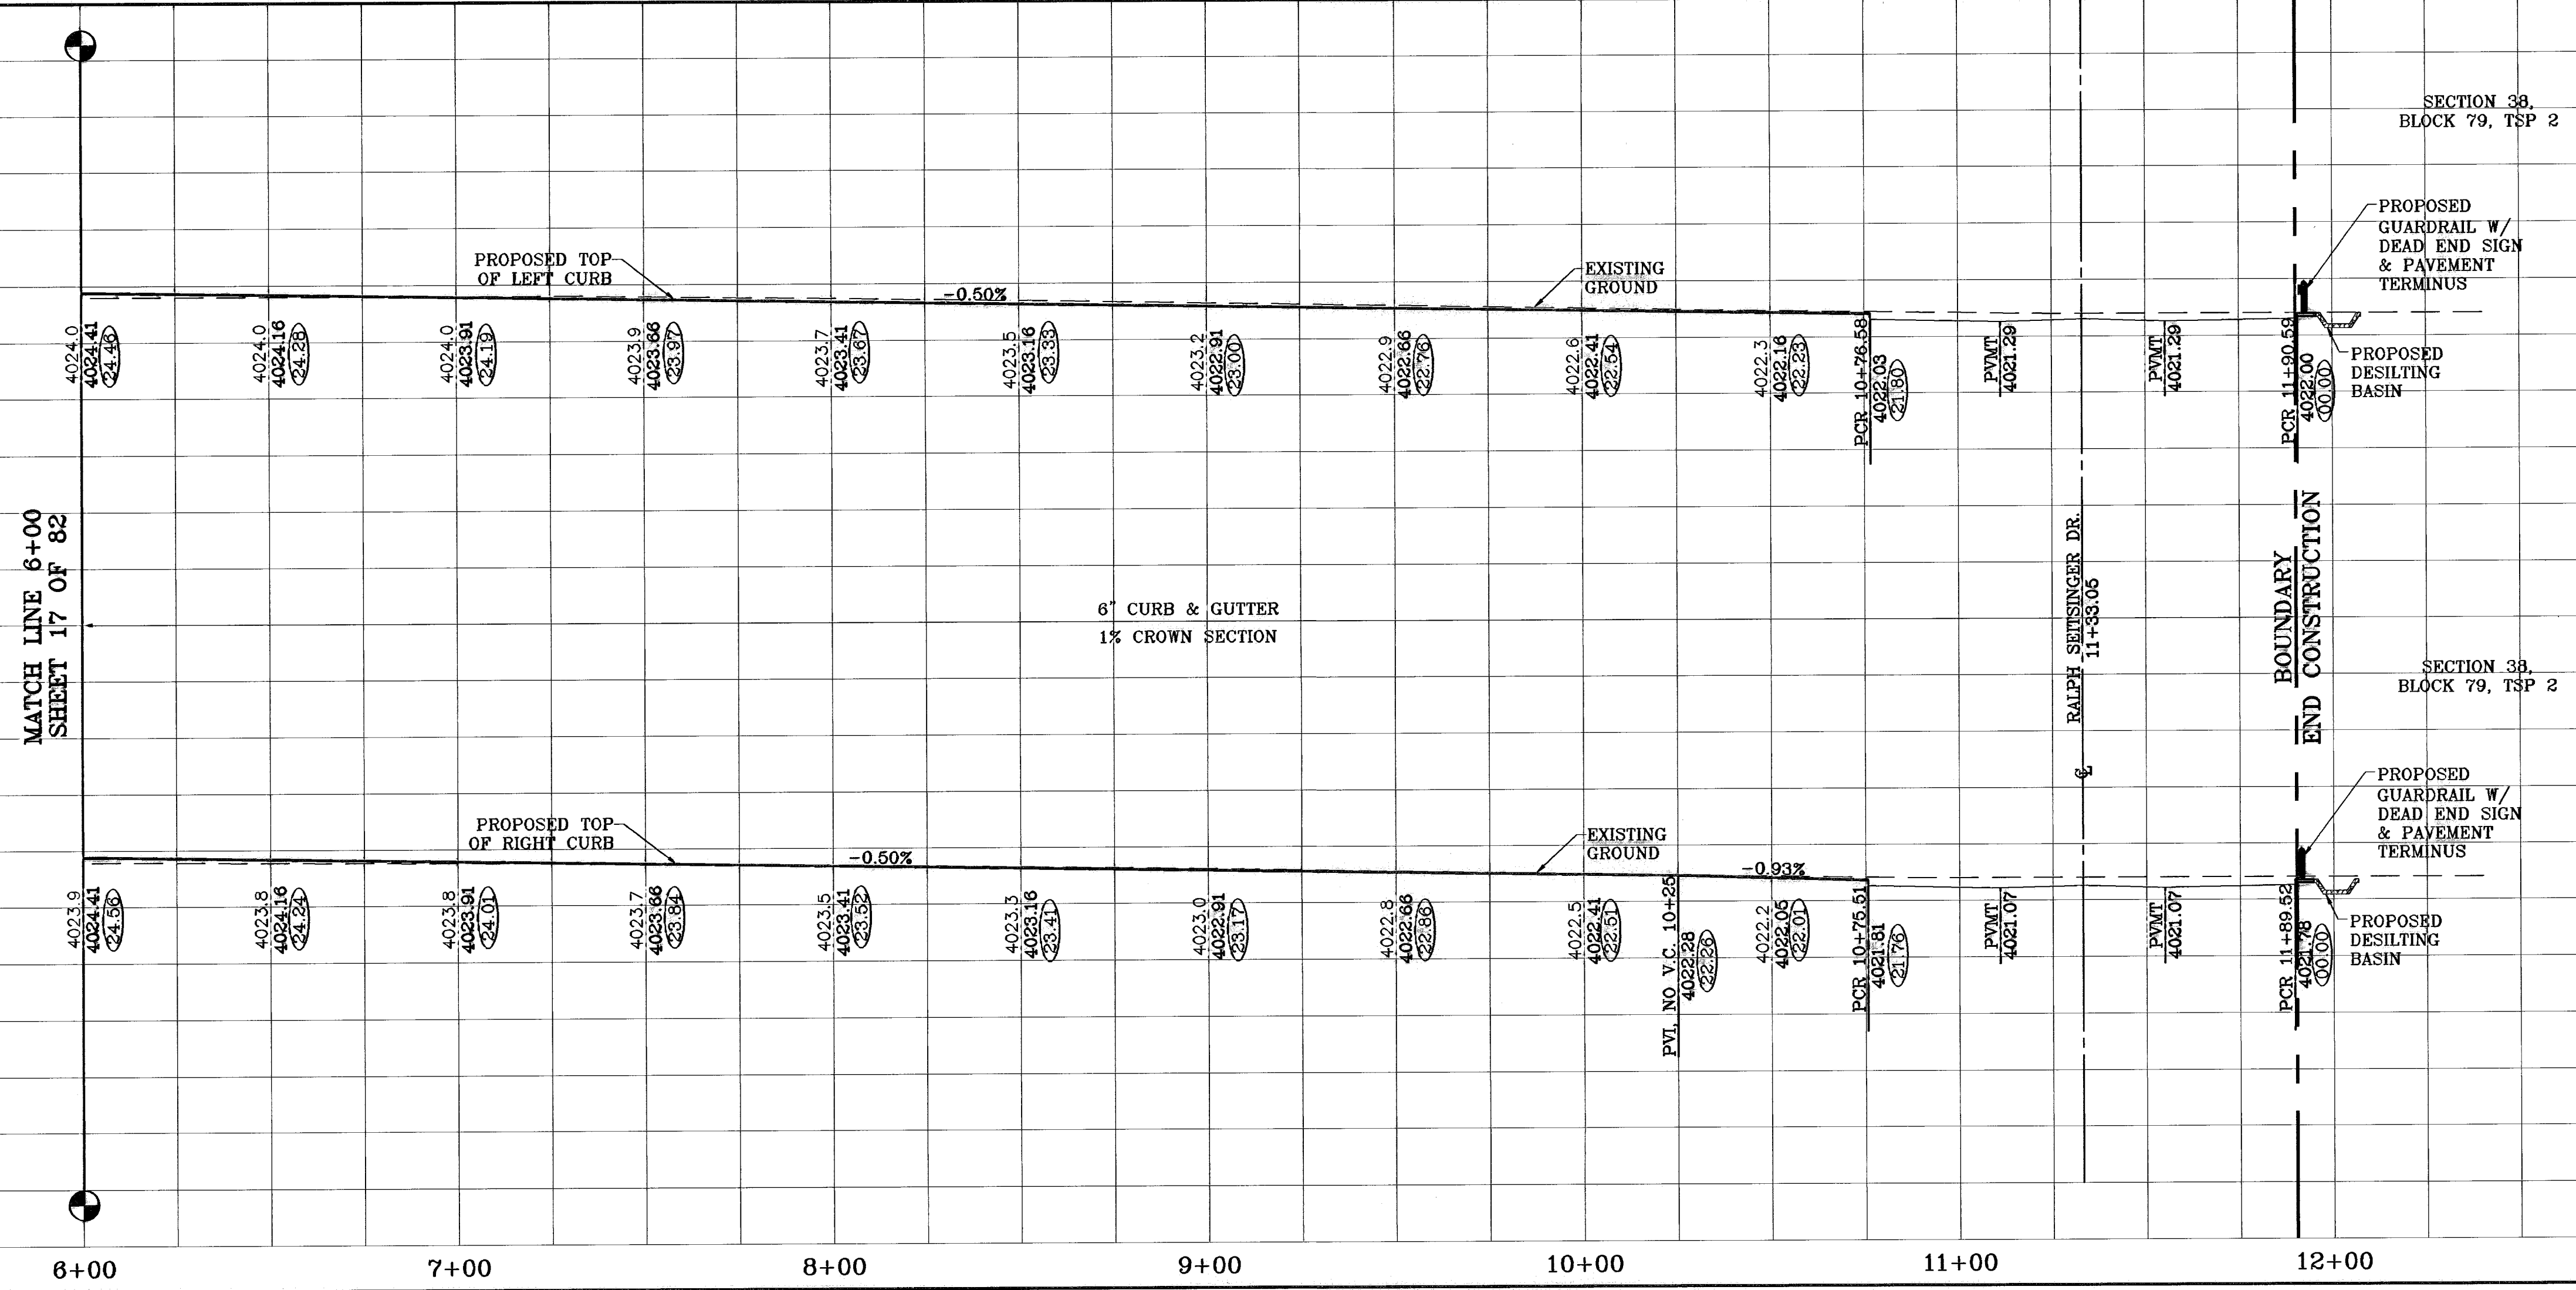 SECTION 38,
BLOCK 79, TSP 2
PROPOSED
GUARDRAIL W/
DEAD END SIGN
& PAVEMENT
TERMINUS
PROPOSED TOP
OF LEFT CURB
-0.50%
EXISTING
GROUND
4024.0
4024.41
24.46
4024.0
4024.16
24.28
4024.0
4023.91
24.19
4023.9
4023.66
23.97
4023.7
4023.41
23.67
4023.5
4023.16
23.33
4023.2
4022.91
23.00
4022.9
4022.66
22.76
4022.6
4022.41
22.54
4022.3
4022.16
22.23
PCR 10+76.58
4022.03
21.80
PVMT
4021.29
PVMT
4021.29
PCR 11+90.59
4022.00
00.00
PROPOSED
DESILTING
BASIN
MATCH LINE 6+00
SHEET 17 OF 82
6" CURB & GUTTER
1% CROWN SECTION
RALPH SEITSINGER DR.
11+33.05
BOUNDARY
END CONSTRUCTION
SECTION 38,
BLOCK 79, TSP 2
PROPOSED
GUARDRAIL W/
DEAD END SIGN
& PAVEMENT
TERMINUS
PROPOSED TOP
OF RIGHT CURB
-0.50%
EXISTING
GROUND
-0.93%
4023.9
4024.41
24.56
4023.8
4024.16
24.24
4023.8
4023.91
24.01
4023.7
4023.66
23.84
4023.5
4023.41
23.52
4023.3
4023.16
23.41
4023.0
4022.91
23.17
4022.8
4022.66
22.86
4022.5
4022.41
22.51
PVI, NO V.C. 10+25
4022.28
22.26
4022.2
4022.05
22.01
PCR 10+75.51
4021.81
21.76
PVMT
4021.07
PVMT
4021.07
PCR 11+89.52
4021.78
00.00
PROPOSED
DESILTING
BASIN
6+00
7+00
8+00
9+00
10+00
11+00
12+00